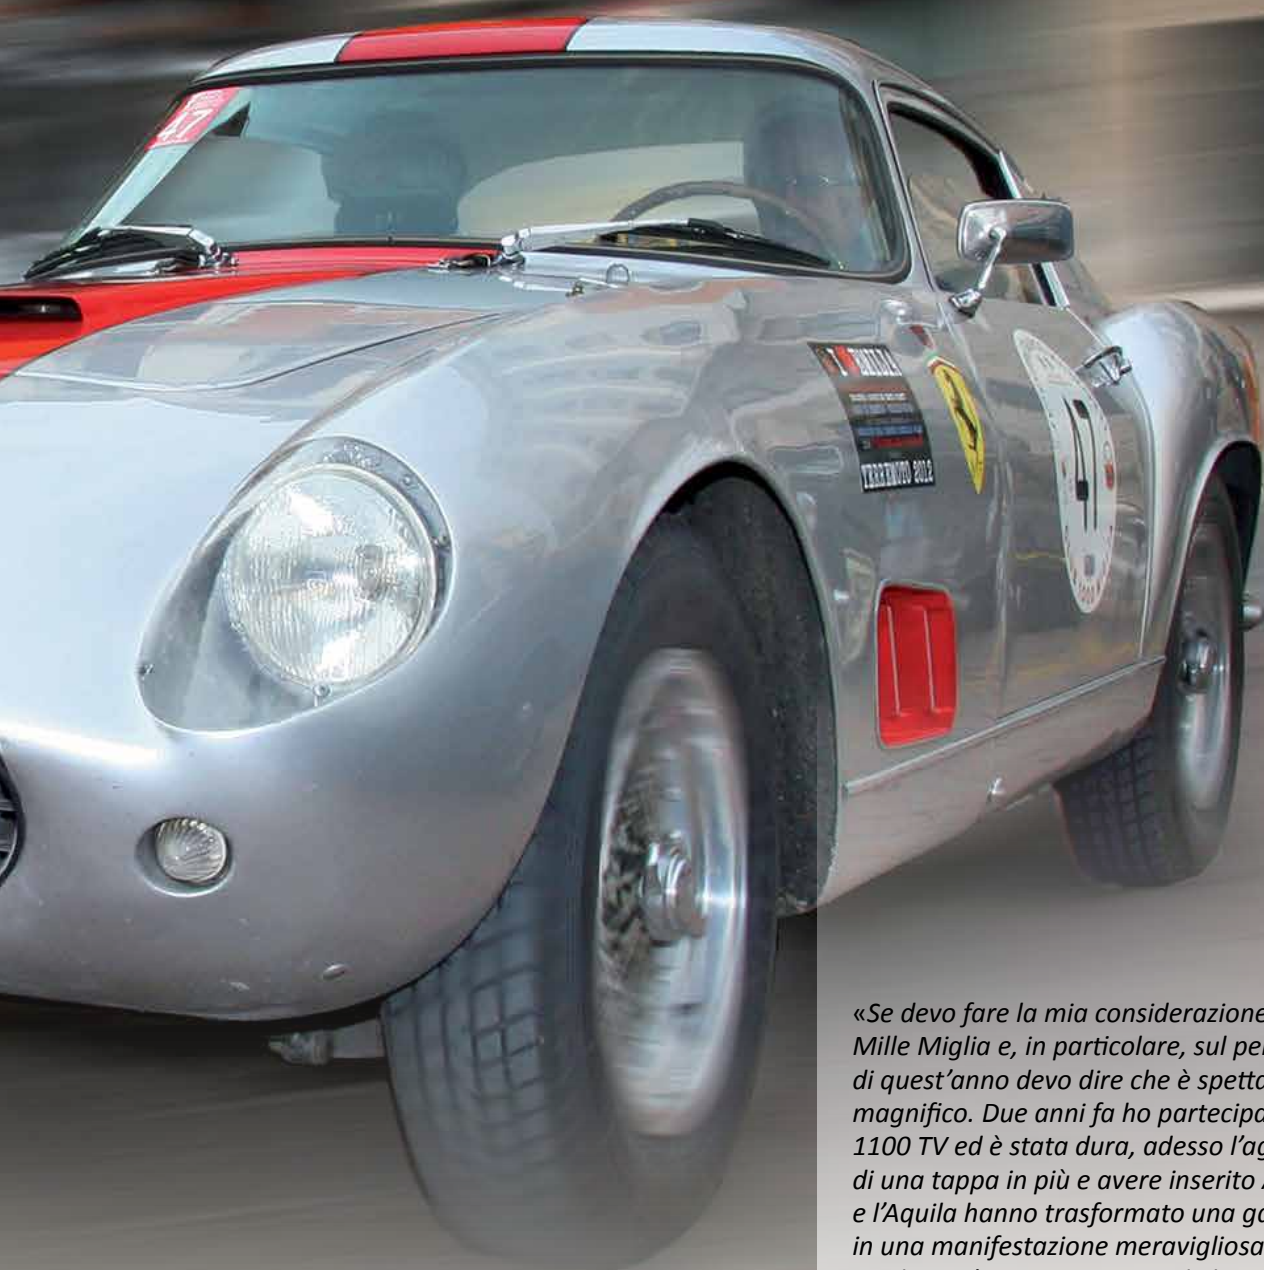 47
TERREMOTO 2012
47
«Se devo fare la mia considerazione
Mille Miglia e, in particolare, sul pe
di quest'anno devo dire che è spetta
magnifico. Due anni fa ho partecipa
1100 TV ed è stata dura, adesso l'ag
di una tappa in più e avere inserito
e l'Aquila hanno trasformato una ga
in una manifestazione meravigliosa